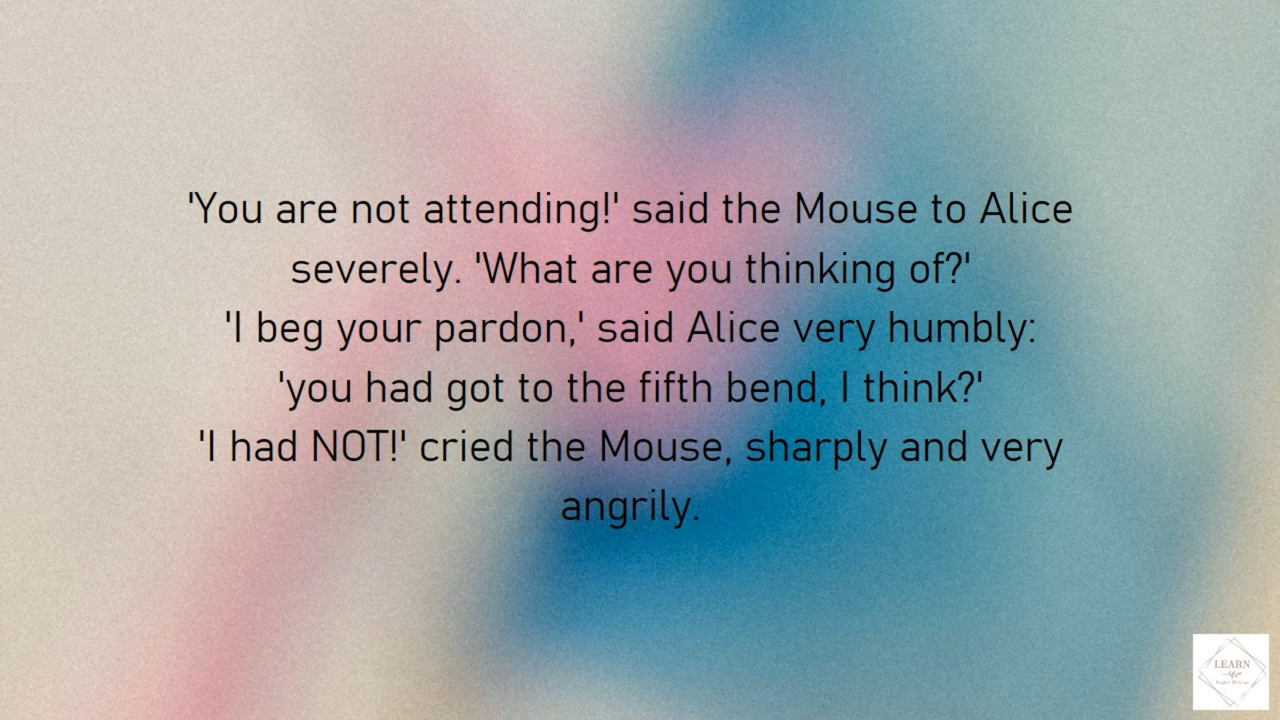 'You are not attending!' said the Mouse to Alice
severely. 'What are you thinking of?'
'I beg your pardon,' said Alice very humbly:
'you had got to the fifth bend, I think?'
'I had NOT!' cried the Mouse, sharply and very
angrily.
LEARN